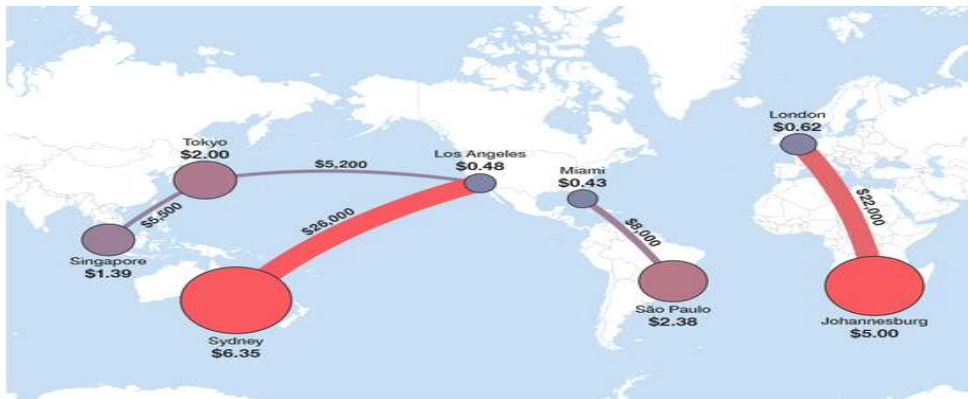 London
$0.62
Tokyo
$2.00
$5,200
Los Angeles
$0.48
Miami
$0.43
$5,500
$26,000
$8,000
$22,000
Singapore
$1.39
São Paulo
$2.38
Johannesburg
$5.00
Sydney
$6.35